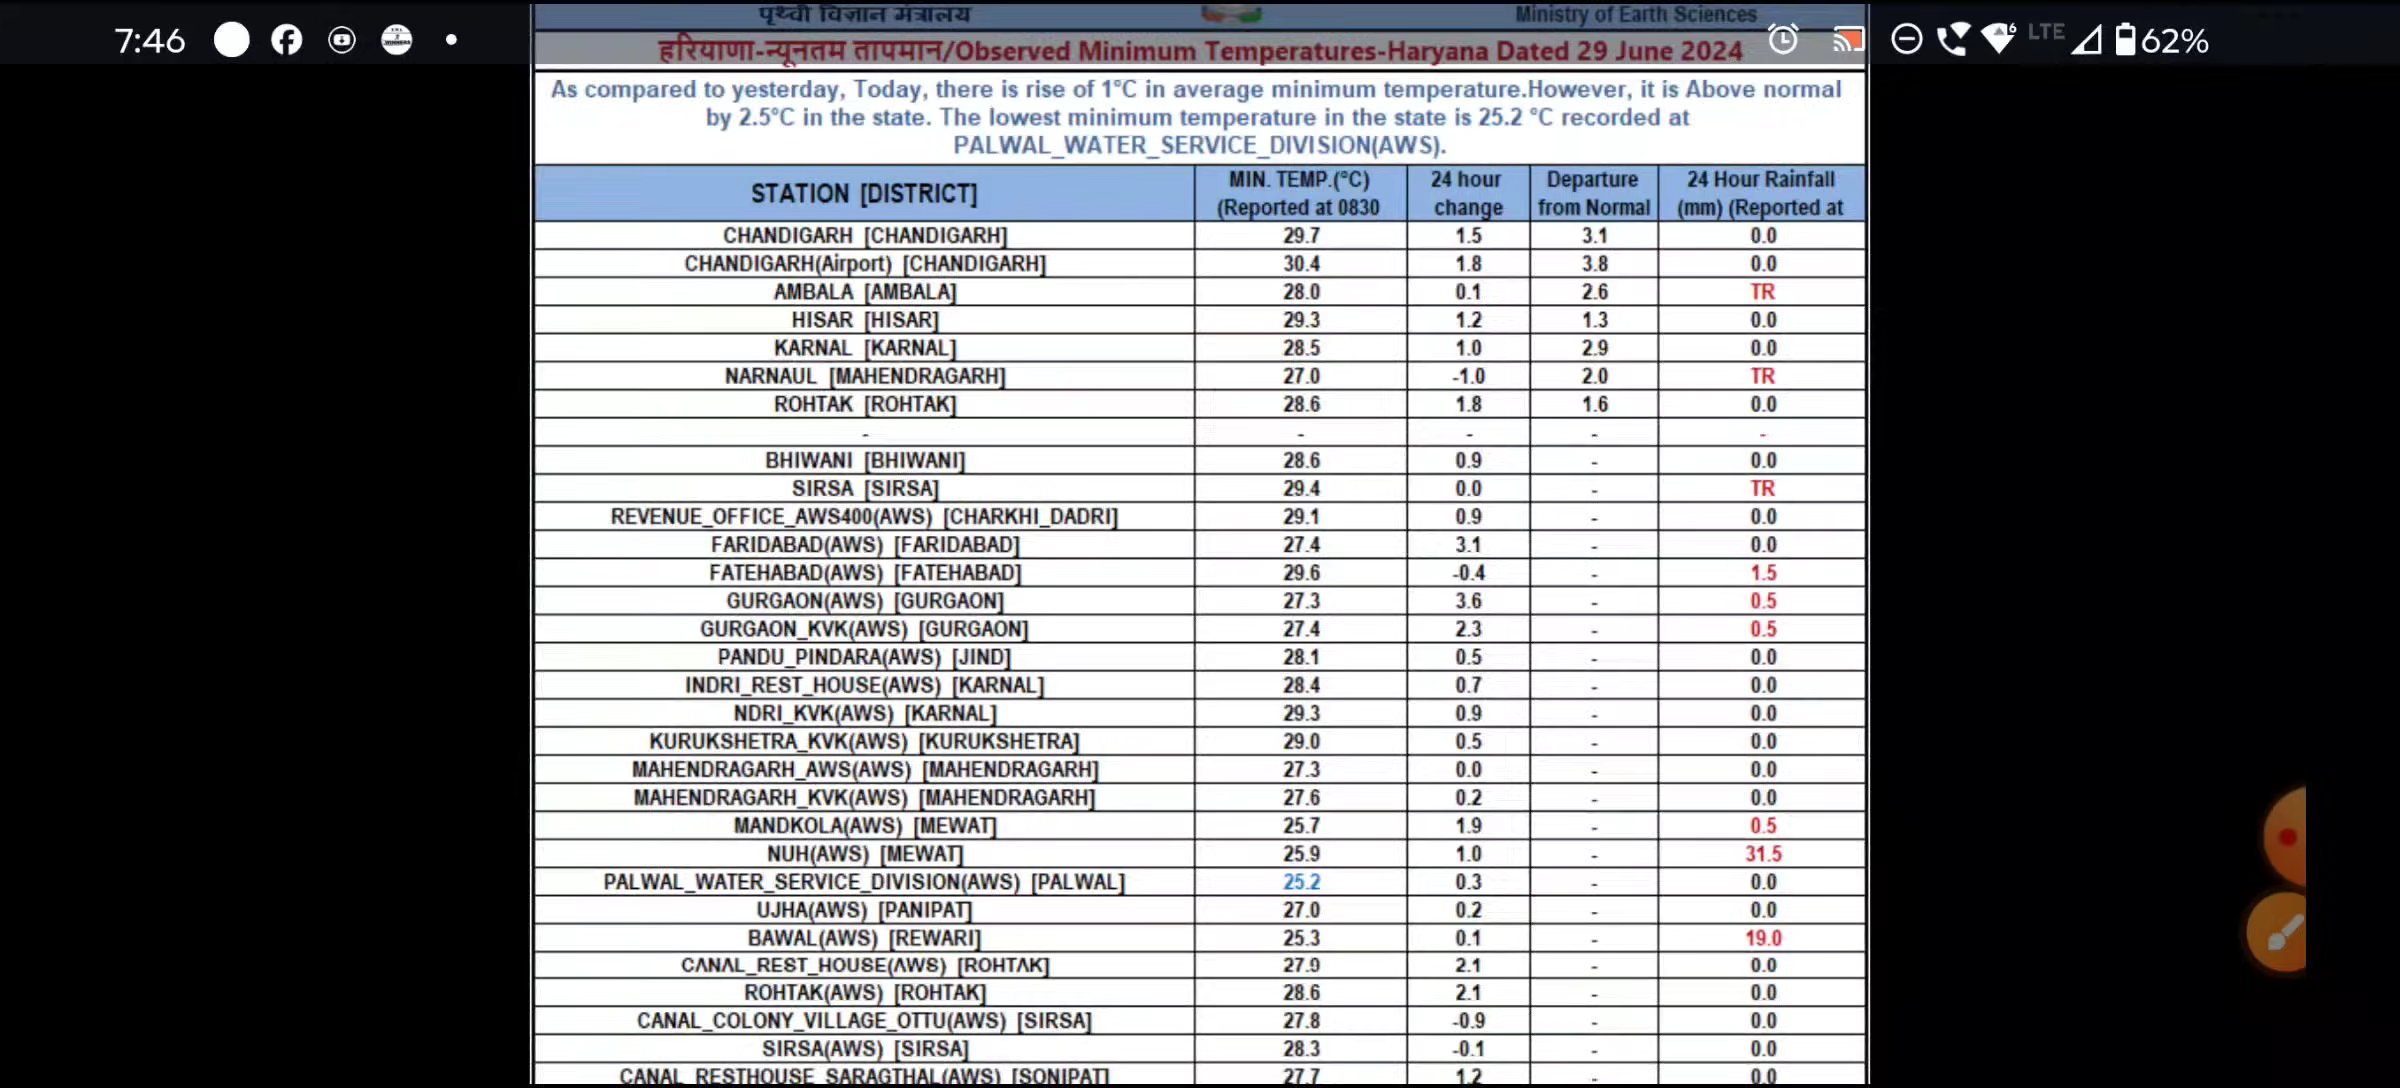 7:46 LTE 62%
पृथ्वी विज्ञान मंत्रालय Ministry of Earth Sciences
हरियाणा-न्यूनतम तापमान/Observed Minimum Temperatures-Haryana Dated 29 June 2024
As compared to yesterday, Today, there is rise of 1°C in average minimum temperature.However, it is Above normal
by 2.5°C in the state. The lowest minimum temperature in the state is 25.2 °C recorded at
PALWAL_WATER_SERVICE_DIVISION(AWS).
STATION [DISTRICT] MIN. TEMP.(°C) (Reported at 0830 24 hour change Departure from Normal 24 Hour Rainfall (mm) (Reported at
CHANDIGARH [CHANDIGARH] 29.7 1.5 3.1 0.0
CHANDIGARH(Airport) [CHANDIGARH] 30.4 1.8 3.8 0.0
AMBALA [AMBALA] 28.0 0.1 2.6 TR
HISAR [HISAR] 29.3 1.2 1.3 0.0
KARNAL [KARNAL] 28.5 1.0 2.9 0.0
NARNAUL [MAHENDRAGARH] 27.0 -1.0 2.0 TR
ROHTAK [ROHTAK] 28.6 1.8 1.6 0.0
- - - - -
BHIWANI [BHIWANI] 28.6 0.9 - 0.0
SIRSA [SIRSA] 29.4 0.0 - TR
REVENUE_OFFICE_AWS400(AWS) [CHARKHI_DADRI] 29.1 0.9 - 0.0
FARIDABAD(AWS) [FARIDABAD] 27.4 3.1 - 0.0
FATEHABAD(AWS) [FATEHABAD] 29.6 -0.4 - 1.5
GURGAON(AWS) [GURGAON] 27.3 3.6 - 0.5
GURGAON_KVK(AWS) [GURGAON] 27.4 2.3 - 0.5
PANDU_PINDARA(AWS) [JIND] 28.1 0.5 - 0.0
INDRI_REST_HOUSE(AWS) [KARNAL] 28.4 0.7 - 0.0
NDRI_KVK(AWS) [KARNAL] 29.3 0.9 - 0.0
KURUKSHETRA_KVK(AWS) [KURUKSHETRA] 29.0 0.5 - 0.0
MAHENDRAGARH_AWS(AWS) [MAHENDRAGARH] 27.3 0.0 - 0.0
MAHENDRAGARH_KVK(AWS) [MAHENDRAGARH] 27.6 0.2 - 0.0
MANDKOLA(AWS) [MEWAT] 25.7 1.9 - 0.5
NUH(AWS) [MEWAT] 25.9 1.0 - 31.5
PALWAL_WATER_SERVICE_DIVISION(AWS) [PALWAL] 25.2 0.3 - 0.0
UJHA(AWS) [PANIPAT] 27.0 0.2 - 0.0
BAWAL(AWS) [REWARI] 25.3 0.1 - 19.0
CANAL_REST_HOUSE(AWS) [ROHTAK] 27.9 2.1 - 0.0
ROHTAK(AWS) [ROHTAK] 28.6 2.1 - 0.0
CANAL_COLONY_VILLAGE_OTTU(AWS) [SIRSA] 27.8 -0.9 - 0.0
SIRSA(AWS) [SIRSA] 28.3 -0.1 - 0.0
CANAL_RESTHOUSE_SARAGTHAL(AWS) [SONIPAT] 27.7 1.2 - 0.0